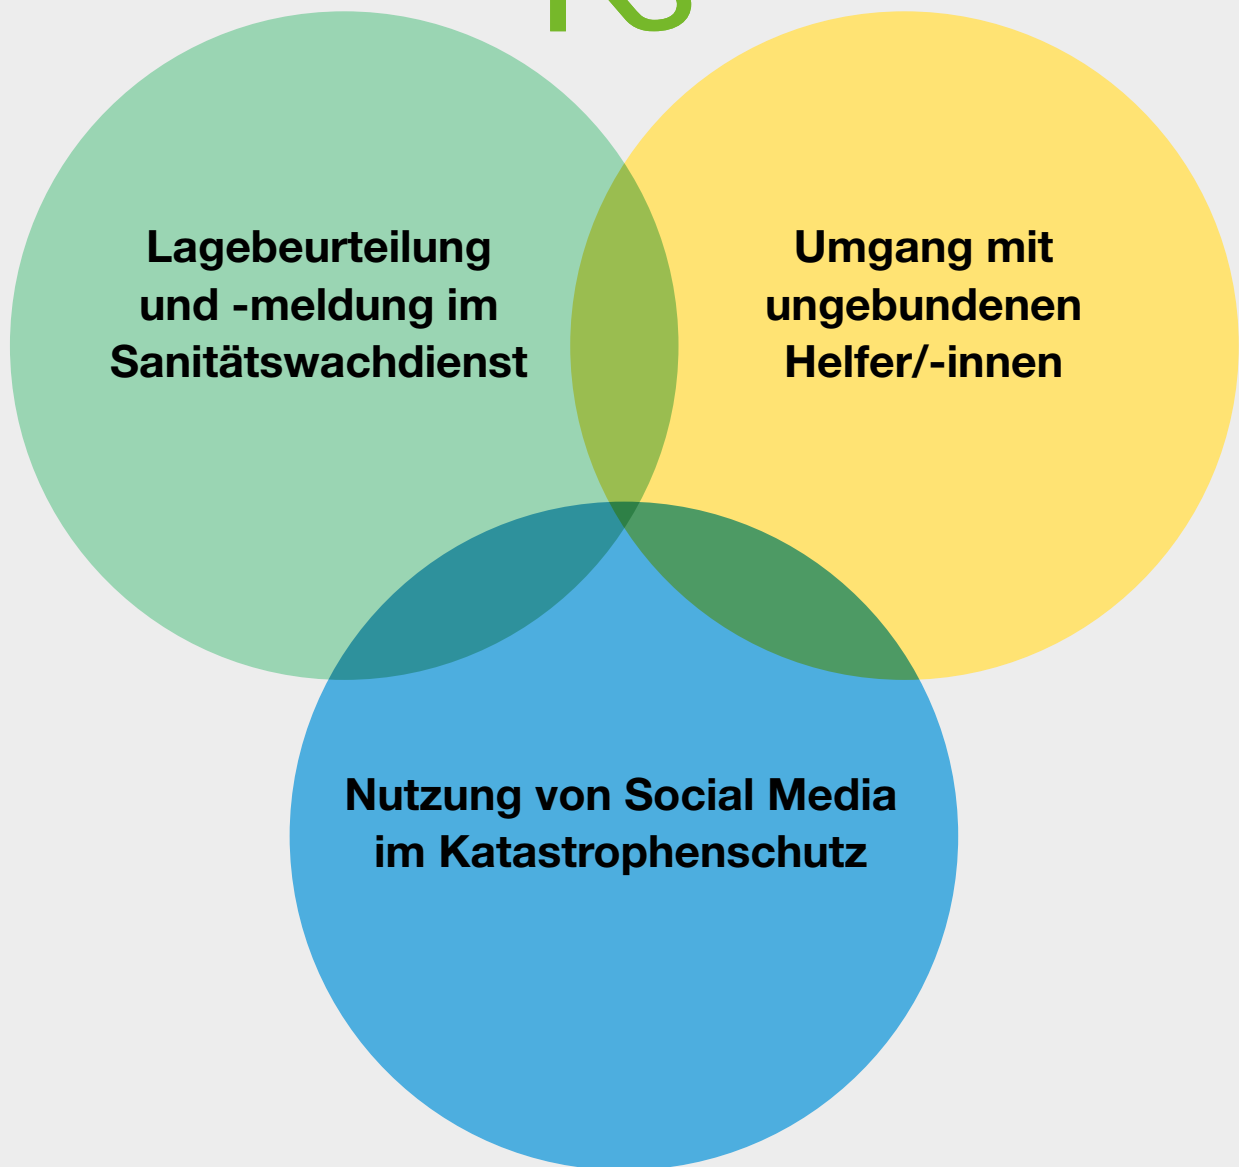 Lagebeurteilung
und -meldung im
Sanitätswachdienst
Umgang mit
ungebundenen
Helfer/-innen
Nutzung von Social Media
im Katastrophenschutz